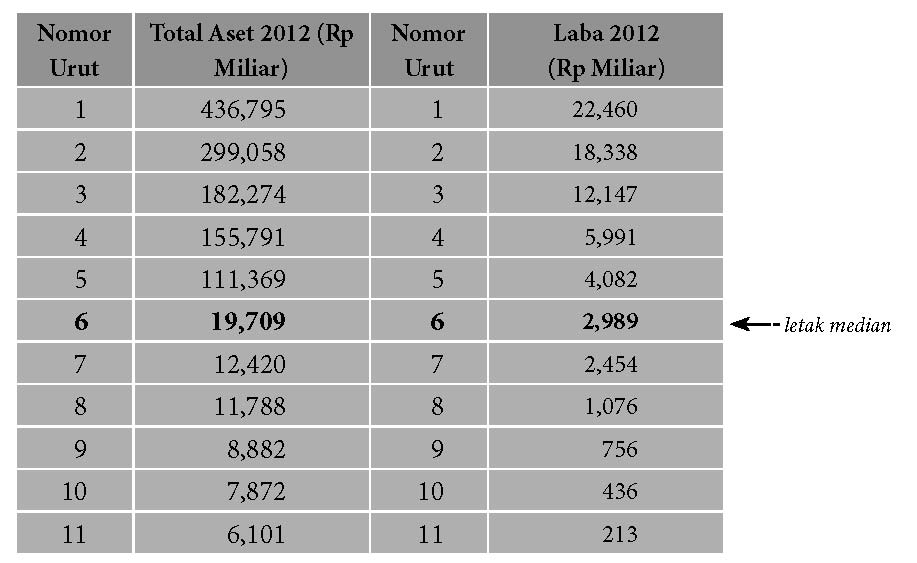 Nomor Urut Total Aset 2012 (Rp Miliar) Nomor Urut Laba 2012 (Rp Miliar)
1 436,795 1 22,460
2 299,058 2 18,338
3 182,274 3 12,147
4 155,791 4 5,991
5 111,369 5 4,082
6 19,709 6 2,989 letak median
7 12,420 7 2,454
8 11,788 8 1,076
9 8,882 9 756
10 7,872 10 436
11 6,101 11 213